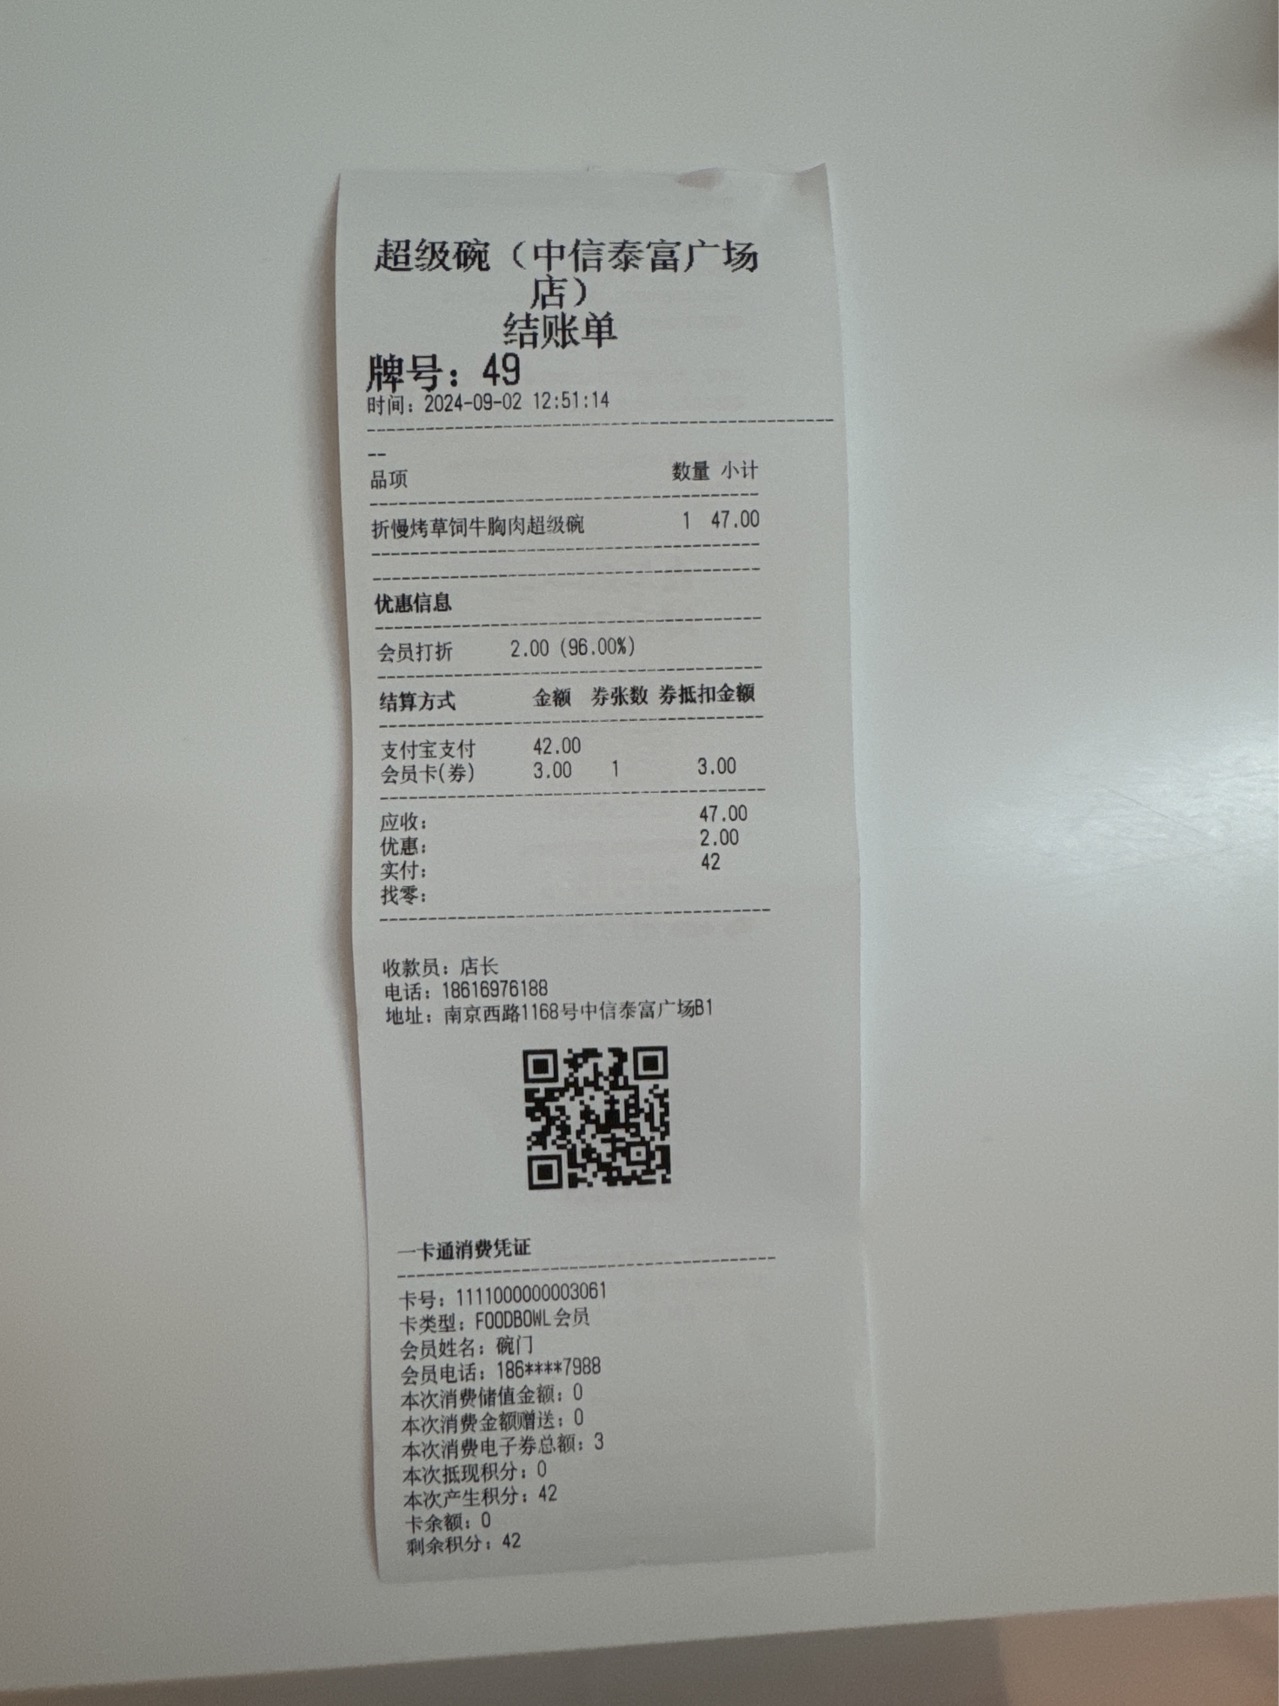 超级碗（中信泰富广场
店）
结账单
牌号：49
时间：2024-09-02 12:51:14
--
品项 数量 小计
折慢烤草饲牛胸肉超级碗 1 47.00
优惠信息
会员打折 2.00 (96.00%)
结算方式 金额 券张数 券抵扣金额
支付宝支付 42.00
会员卡(券) 3.00 1 3.00
应收： 47.00
优惠： 2.00
实付： 42
找零：
收款员：店长
电话：18616976188
地址：南京西路1168号中信泰富广场B1
一卡通消费凭证
卡号：1111000000003061
卡类型：FOODBOWL会员
会员姓名：碗门
会员电话：186****7988
本次消费储值金额：0
本次消费金额赠送：0
本次消费电子券总额：3
本次抵现积分：0
本次产生积分：42
卡余额：0
剩余积分：42